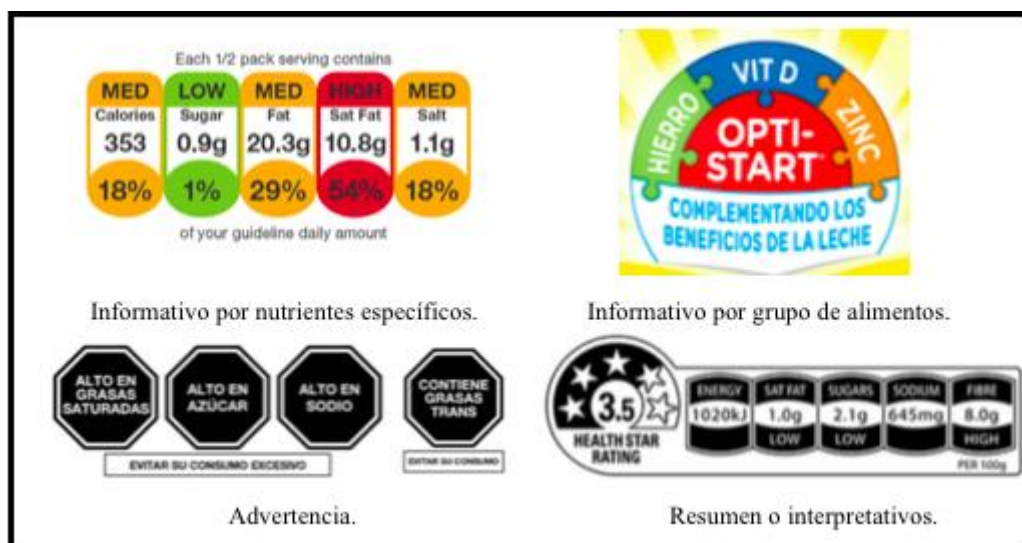 Each 1/2 pack serving contains
MED LOW MED HIGH MED
Calories Sugar Fat Sat Fat Salt
353 0.9g 20.3g 10.8g 1.1g
18% 1% 29% 54% 18%
of your guideline daily amount
Informativo por nutrientes específicos.
HIERRO VIT D ZINC
OPTI-
START
COMPLEMENTANDO LOS
BENEFICIOS DE LA LECHE
Informativo por grupo de alimentos.
ALTO EN
GRASAS
SATURADAS
ALTO EN
AZÚCAR
ALTO EN
SODIO
CONTIENE
GRASAS
TRANS
EVITAR SU CONSUMO EXCESIVO
EVITAR SU CONSUMO
Advertencia.
3.5
HEALTH STAR
RATING
ENERGY SAT FAT SUGARS SODIUM FIBRE
1020kJ 1.0g 2.1g 645mg 8.0g
LOW LOW HIGH
PER 100g
Resumen o interpretativos.